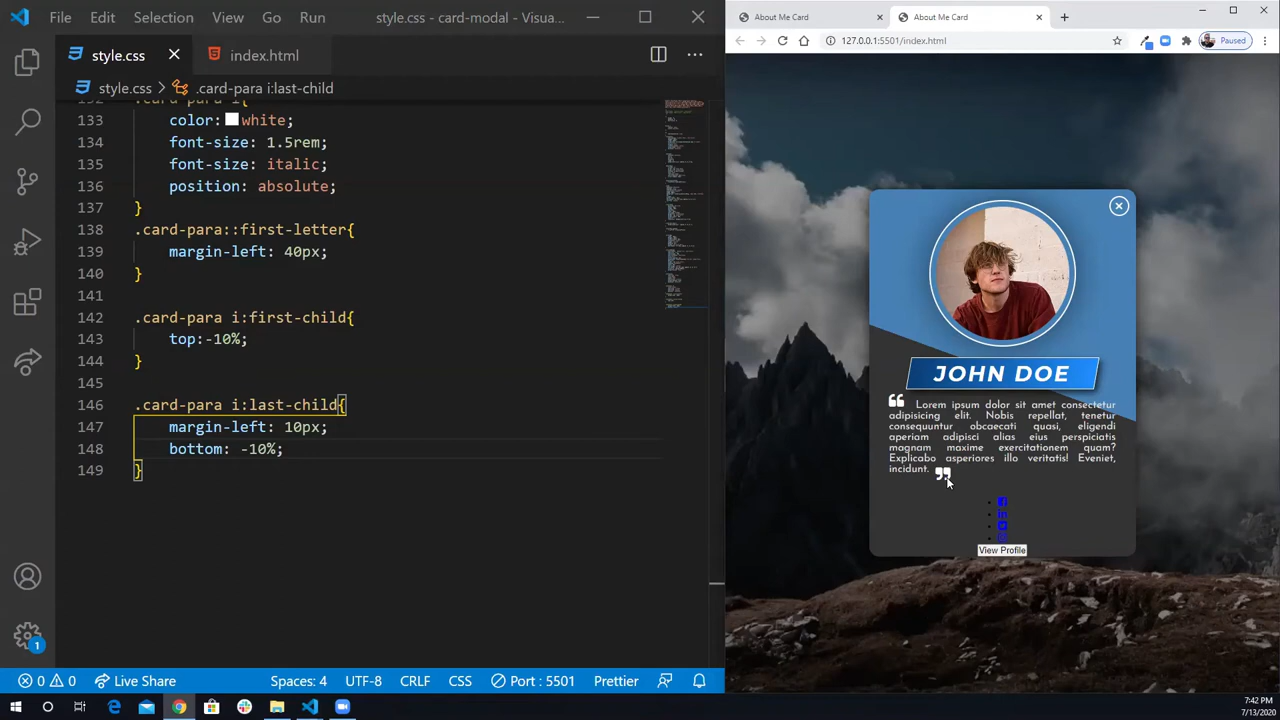 File Edit Selection View Go Run style.css - card-modal - Visua...
style.css index.html
style.css > .card-para i:last-child
132 .card-para i{
133 color: white;
134 font-size: 1.5rem;
135 font-size: italic;
136 position: absolute;
137 }
138 .card-para::first-letter{
139 margin-left: 40px;
140 }
141
142 .card-para i:first-child{
143 top:-10%;
144 }
145
146 .card-para i:last-child{
147 margin-left: 10px;
148 bottom: -10%;
149 }
1
0 0 Live Share Spaces: 4 UTF-8 CRLF CSS Port : 5501 Prettier
About Me Card About Me Card
127.0.0.1:5501/index.html Paused
JOHN DOE
Lorem ipsum dolor sit amet consectetur
adipisicing elit. Nobis repellat, tenetur
consequuntur obcaecati quasi, eligendi
aperiam adipisci alias eius perspiciatis
magnam maxime exercitationem quam?
Explicabo asperiores illo veritatis! Eveniet,
incidunt.
View Profile
7:42 PM
7/13/2020